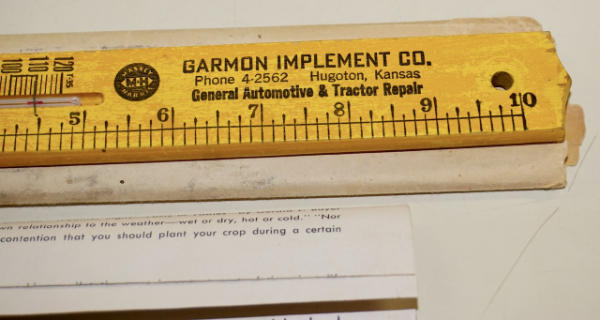 GARMON IMPLEMENT CO.
Phone 4-2562 Hugoton, Kansas
General Automotive & Tractor Repair
100 110 120
T-35
M-H
5 6 7 8 9 10
wn relationship to the weather—wet or dry, hot or cold." "Nor
contention that you should plant your crop during a certain